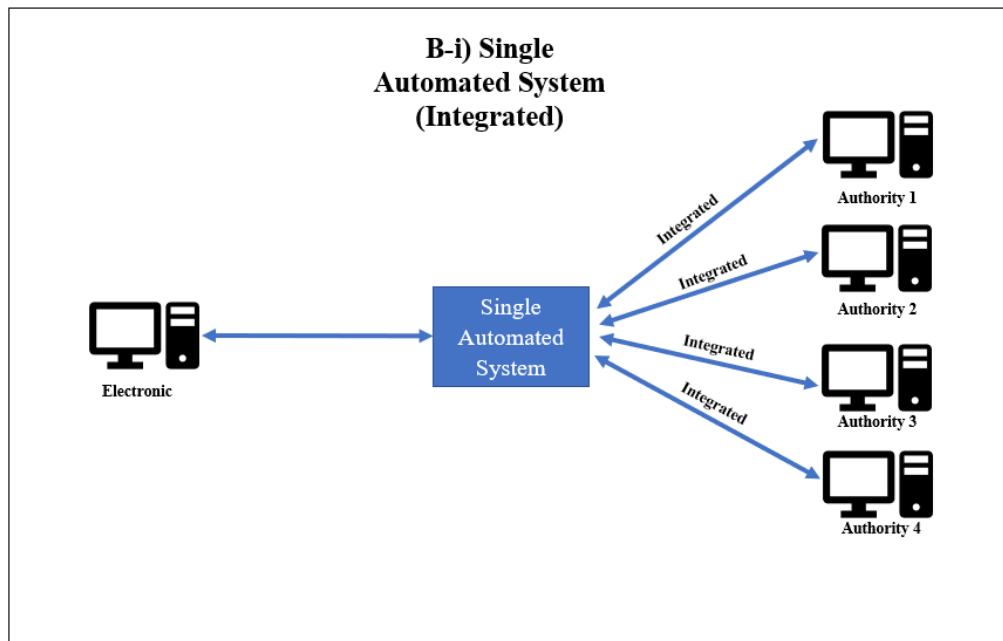 B-i) Single
Automated System
(Integrated)
Authority 1
Integrated
Integrated
Authority 2
Single
Automated
System
Electronic
Integrated
Authority 3
Integrated
Authority 4